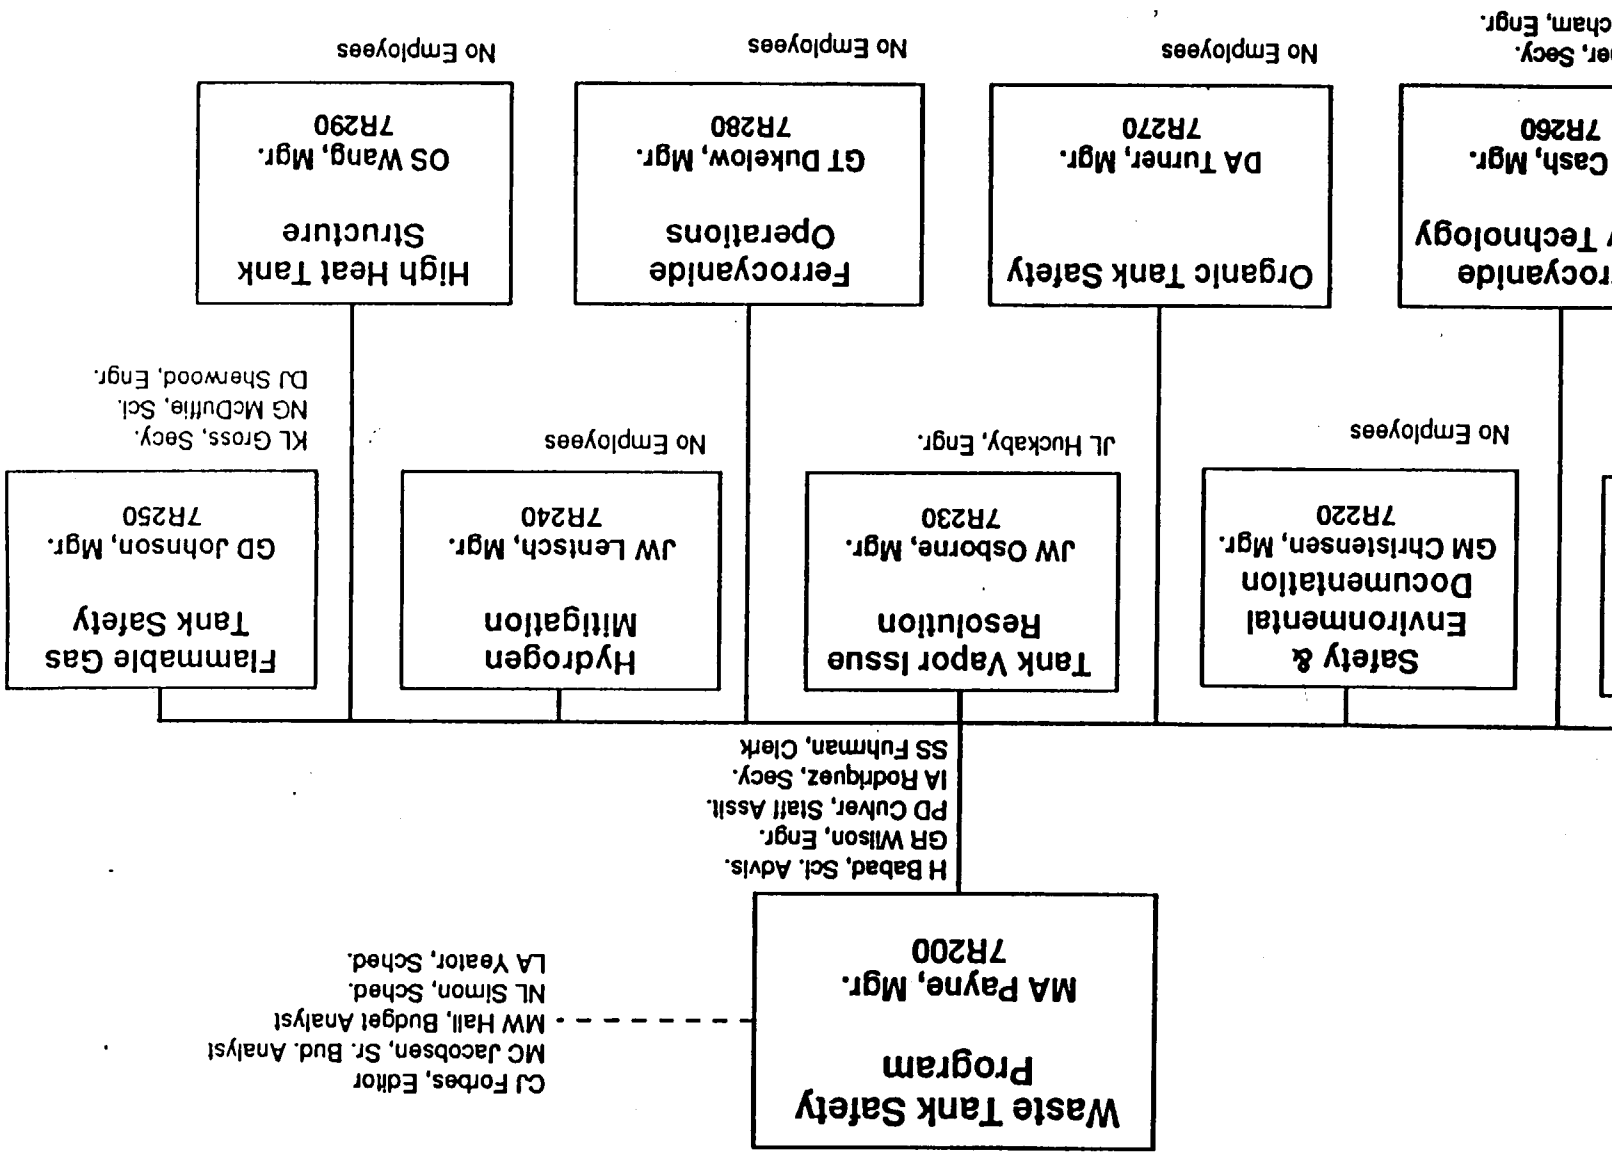 Waste Tank Safety
Program
MA Payne, Mgr.
7R200
CJ Forbes, Editor
MC Jacobsen, Sr. Bud. Analyst
MW Hall, Budget Analyst
NL Simon, Sched.
LA Yeator, Sched.
H Babad, Sci. Advis.
GR Wilson, Engr.
PD Culver, Staff Assit.
IA Rodriquez, Secy.
SS Fuhrman, Clerk
Safety &
Environmental
Documentation
GM Christensen, Mgr.
7R220
No Employees
Tank Vapor Issue
Resolution
JW Osborne, Mgr.
7R230
JL Huckaby, Engr.
Hydrogen
Mitigation
JW Lentsch, Mgr.
7R240
No Employees
Flammable Gas
Tank Safety
GD Johnson, Mgr.
7R250
KL Gross, Secy.
NG McDuffie, Sci.
DJ Sherwood, Engr.
rocyanide
y Technology
Cash, Mgr.
7R260
er, Secy.
cham, Engr.
Organic Tank Safety
DA Turner, Mgr.
7R270
No Employees
Ferrocyanide
Operations
GT Dukelow, Mgr.
7R280
No Employees
High Heat Tank
Structure
OS Wang, Mgr.
7R290
No Employees